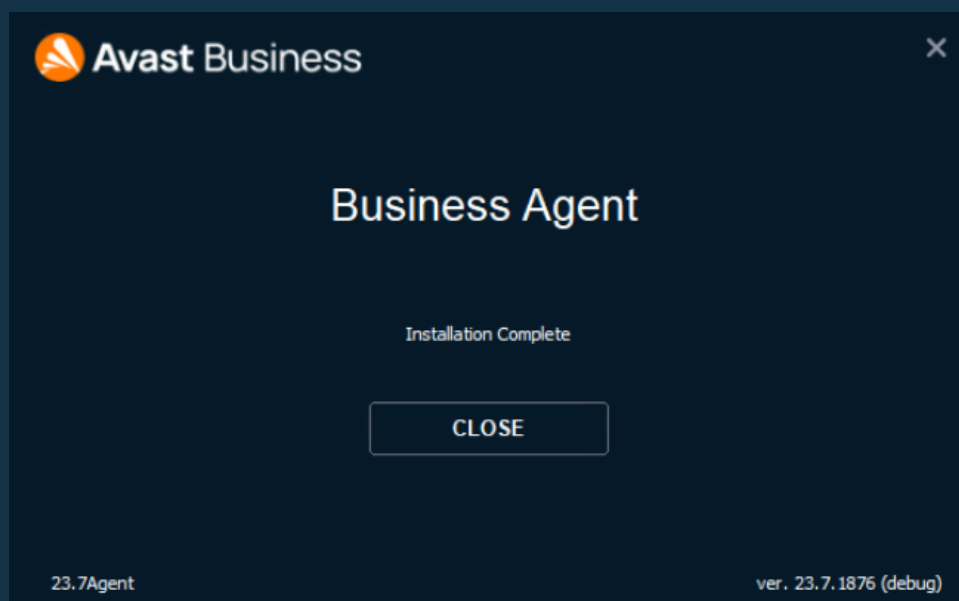 Avast Business
Business Agent
Installation Complete
CLOSE
23.7Agent
ver. 23.7.1876 (debug)